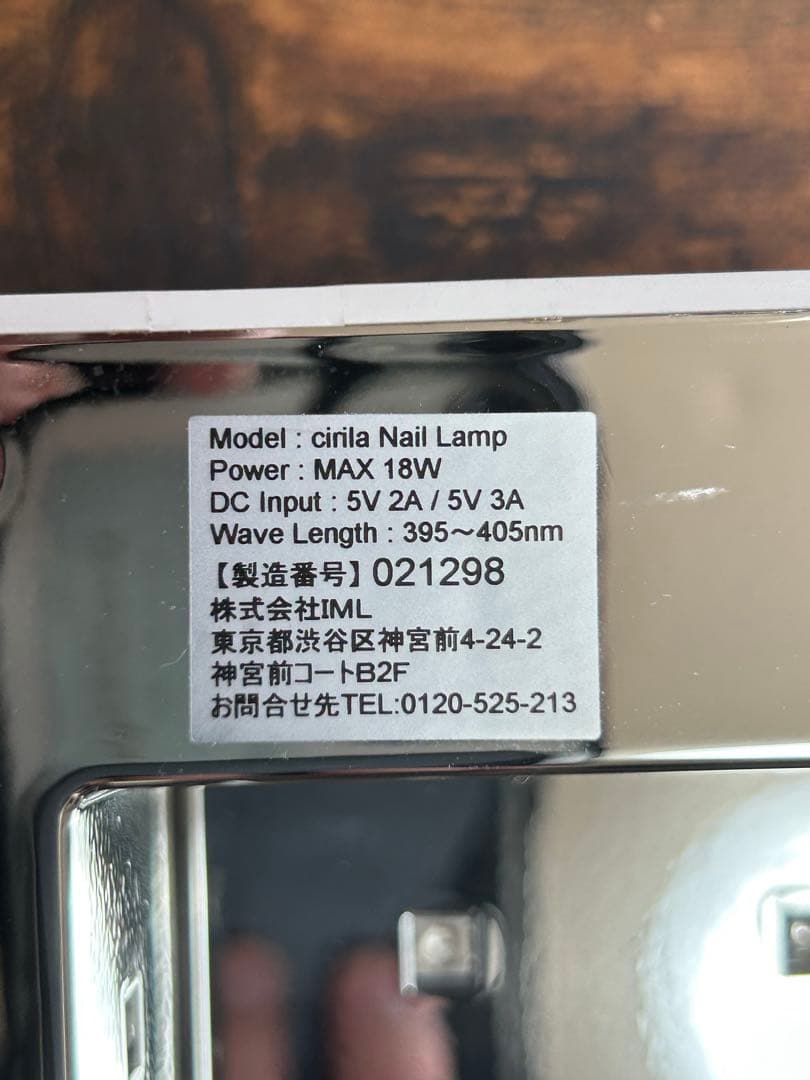 Model : cirila Nail Lamp
Power : MAX 18W
DC Input : 5V 2A / 5V 3A
Wave Length : 395～405nm
【製造番号】021298
株式会社IML
東京都渋谷区神宮前4-24-2
神宮前コートB2F
お問合せ先TEL:0120-525-213